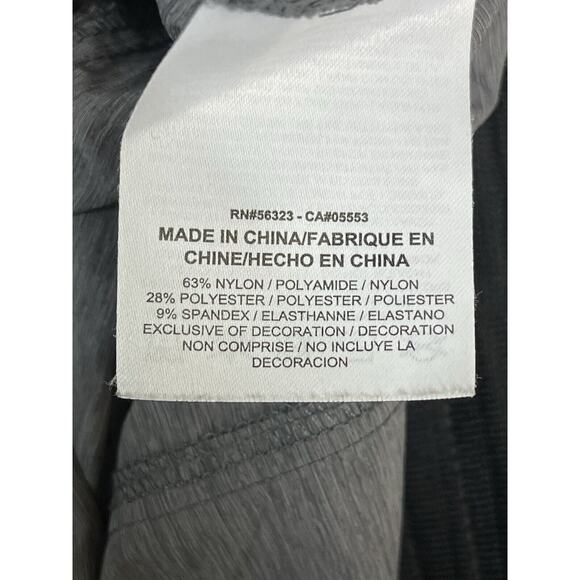 RN#56323 - CA#05553
MADE IN CHINA/FABRIQUE EN
CHINE/HECHO EN CHINA
63% NYLON / POLYAMIDE / NYLON
28% POLYESTER / POLYESTER / POLIESTER
9% SPANDEX / ELASTHANNE / ELASTANO
EXCLUSIVE OF DECORATION / DECORATION
NON COMPRISE / NO INCLUYE LA
DECORACION